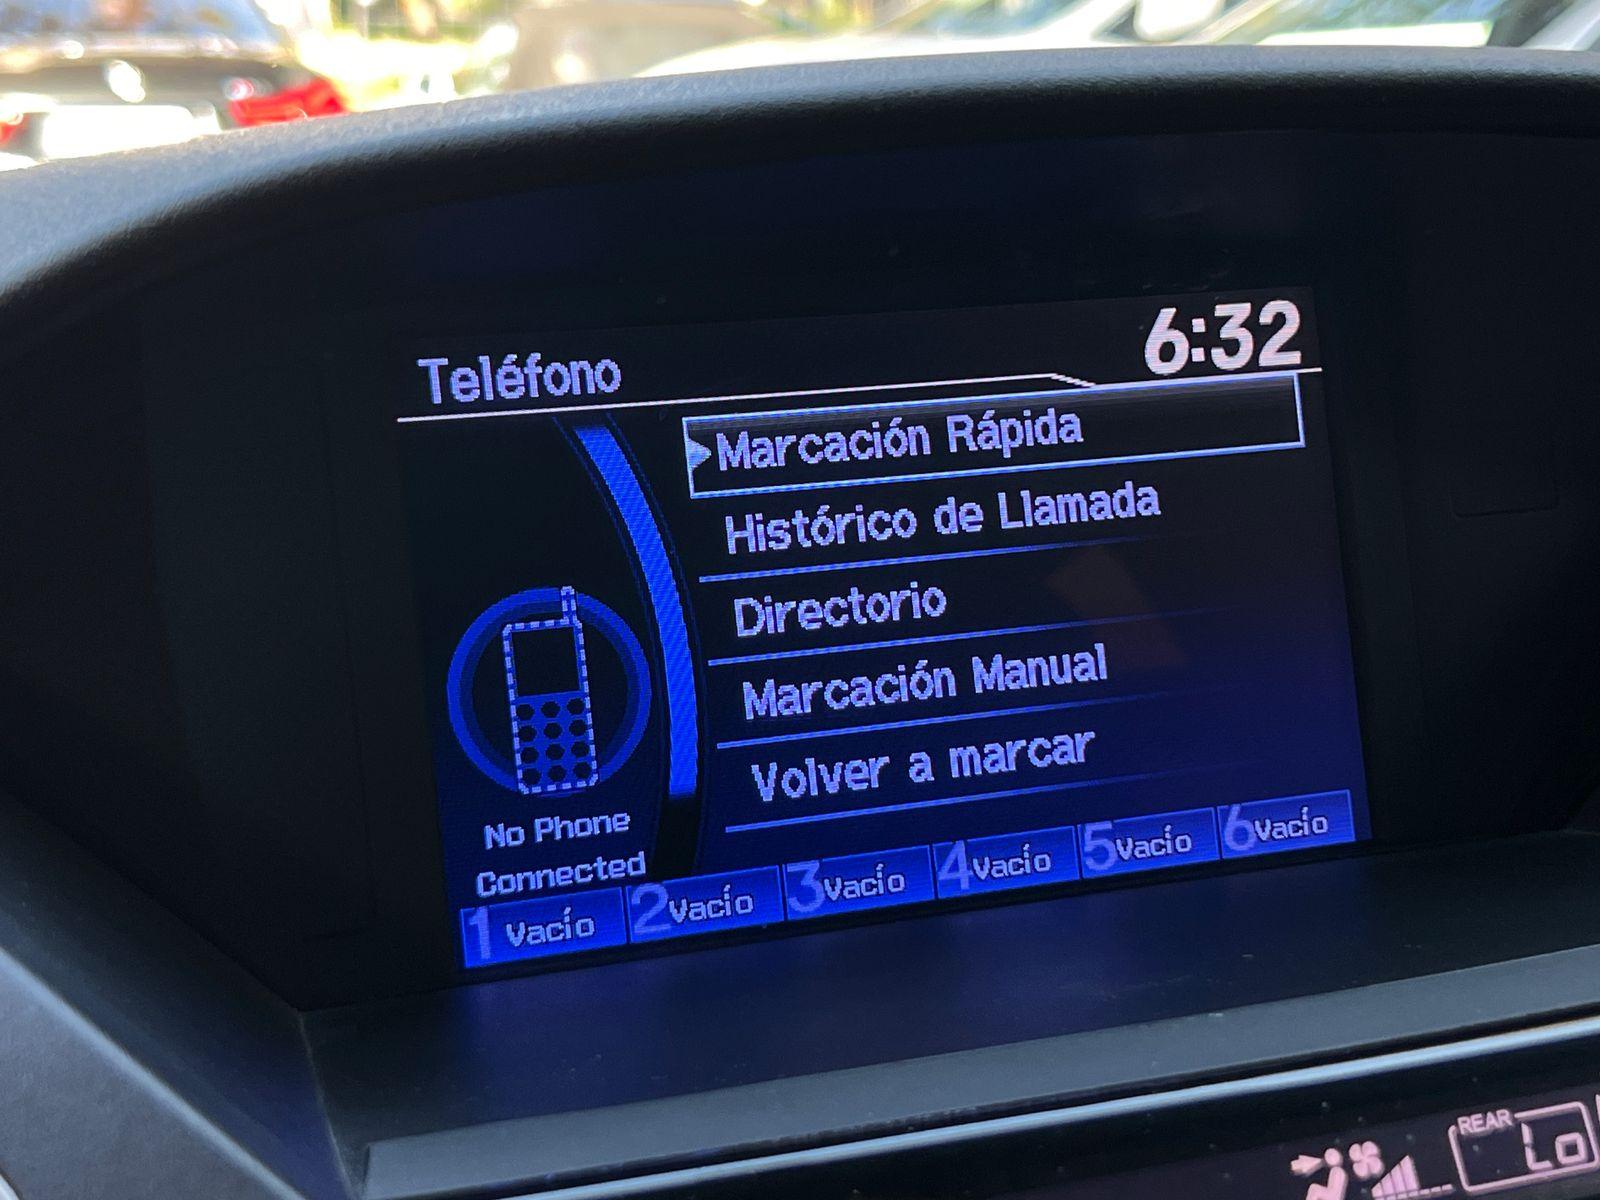 Teléfono
6:32
Marcación Rápida
Histórico de Llamada
Directorio
Marcación Manual
Volver a marcar
No Phone
Connected
1 Vacío 2 Vacío 3 Vacío 4 Vacío 5 Vacío 6 Vacío
REAR
Lo